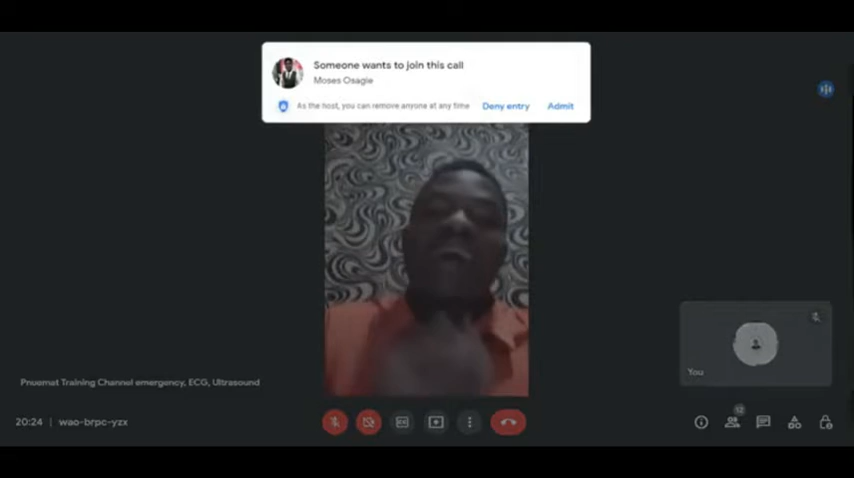 Someone wants to join this call
Moses Osagie
As the host, you can remove anyone at any time
Deny entry
Admit
You
Pnuemat Training Channel emergency, ECG, Ultrasound
20:24 | wao-brpc-yzx
12